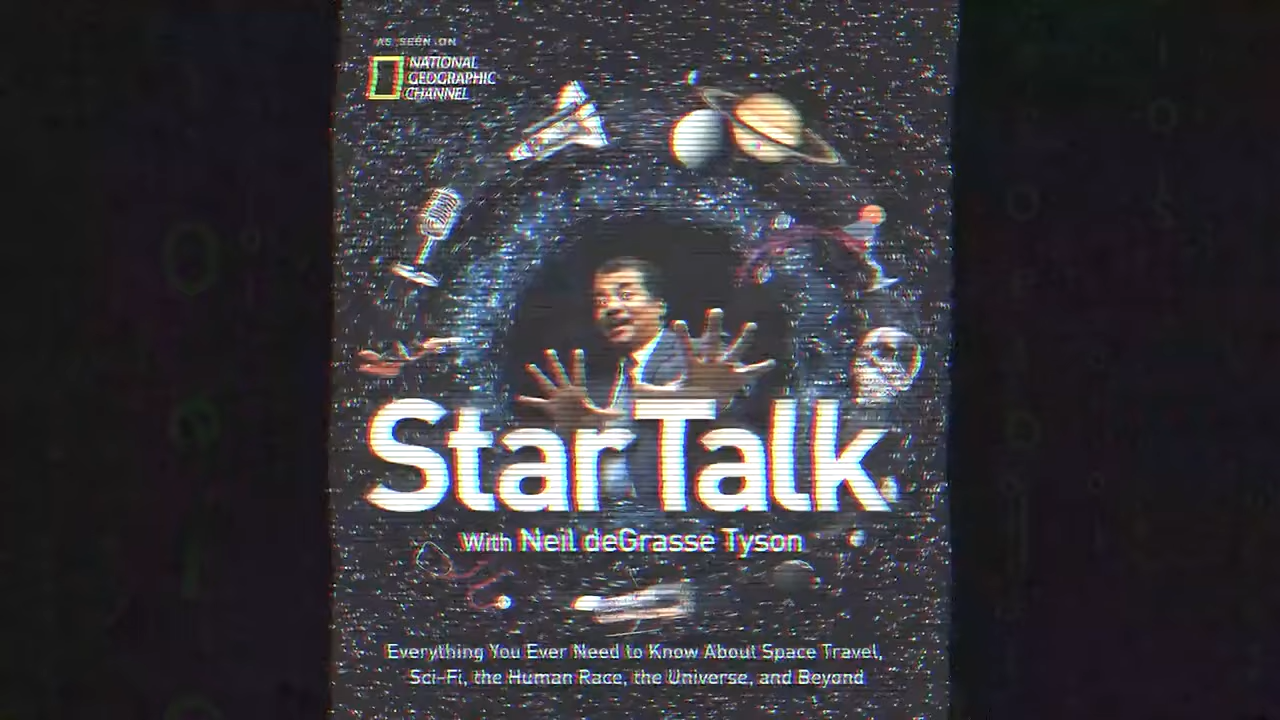 AS SEEN ON
NATIONAL
GEOGRAPHIC
CHANNEL
StarTalk
With Neil deGrasse Tyson
Everything You Ever Need to Know About Space Travel,
Sci-Fi, the Human Race, the Universe, and Beyond